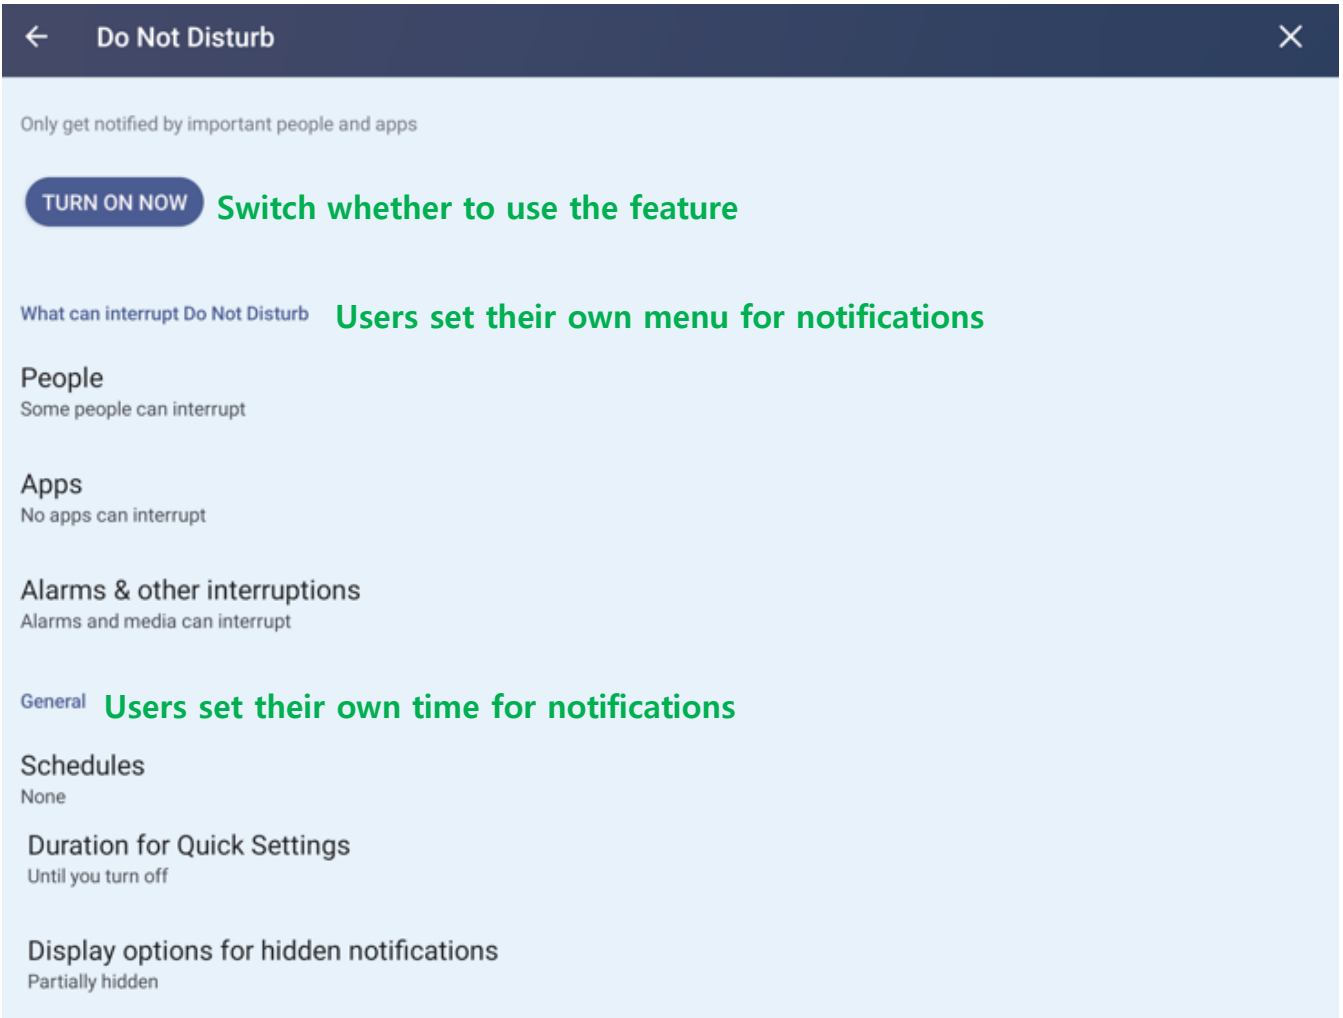 Do Not Disturb
Only get notified by important people and apps
TURN ON NOW Switch whether to use the feature
What can interrupt Do Not Disturb Users set their own menu for notifications
People
Some people can interrupt
Apps
No apps can interrupt
Alarms & other interruptions
Alarms and media can interrupt
General Users set their own time for notifications
Schedules
None
Duration for Quick Settings
Until you turn off
Display options for hidden notifications
Partially hidden